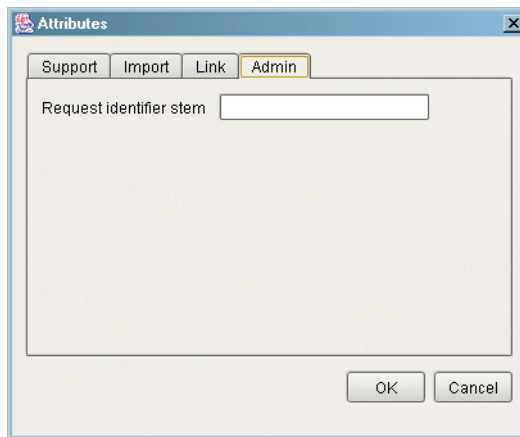 Attributes
Support Import Link Admin
Request identifier stem
OK Cancel